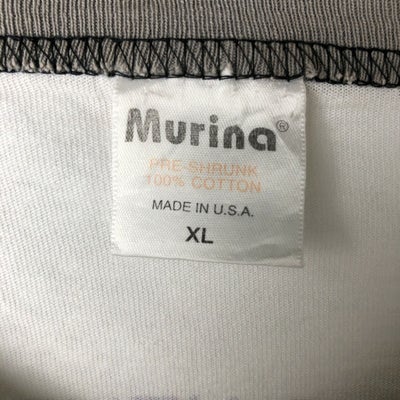 Murina®
PRE-SHRUNK
100% COTTON
MADE IN U.S.A.
XL